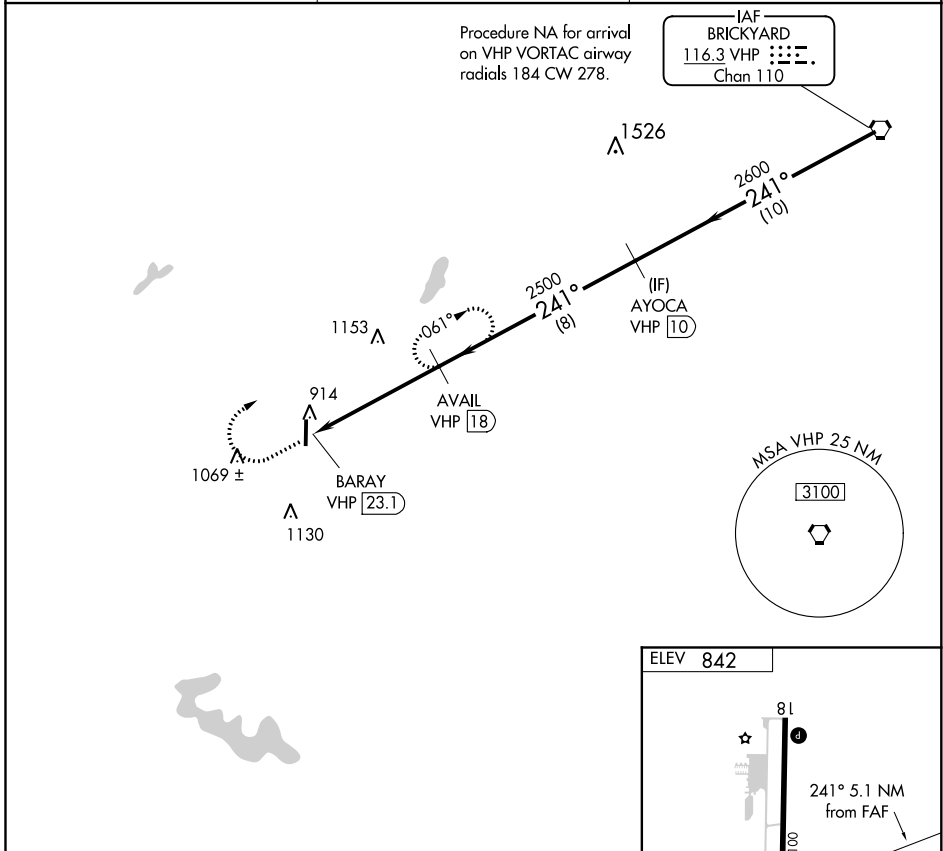 Procedure NA for arrival
on VHP VORTAC airway
radials 184 CW 278.
IAF
BRICKYARD
116.3 VHP
Chan 110
1526
2600
241°
(10)
2500
241°
(8)
(IF)
AYOCA
VHP 10
061°
1153
AVAIL
VHP 18
914
1069 ±
BARAY
VHP 23.1
1130
MSA VHP 25 NM
3100
ELEV 842
18
P
241° 5.1 NM
from FAF